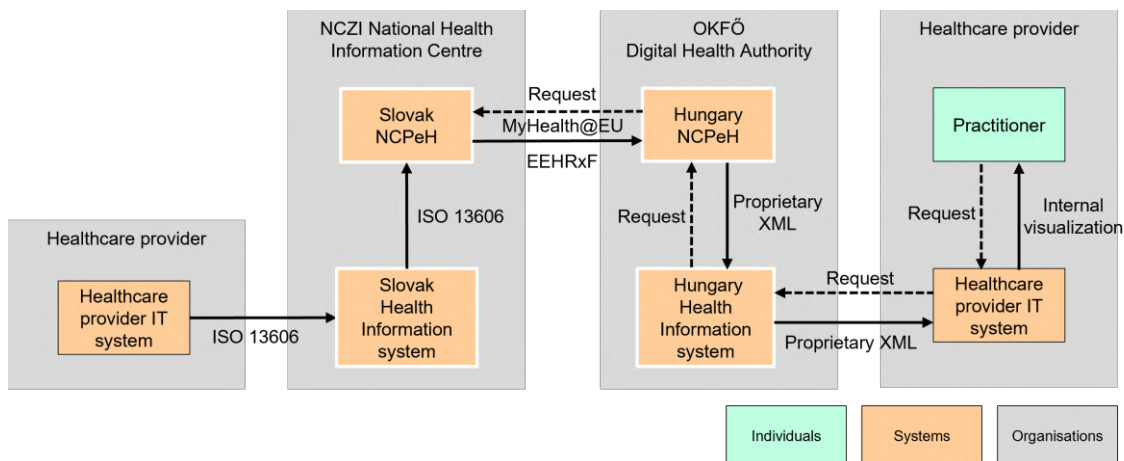 NCZI National Health
Information Centre
OKFŐ
Digital Health Authority
Healthcare provider
Request
Slovak
NCPeH
MyHealth@EU
EEHRxF
Hungary
NCPeH
Practitioner
ISO 13606
Request
Proprietary
XML
Request
Internal
visualization
Healthcare provider
Healthcare
provider IT
system
ISO 13606
Slovak
Health
Information
system
Hungary
Health
Information
system
Request
Proprietary XML
Healthcare
provider IT
system
Individuals
Systems
Organisations